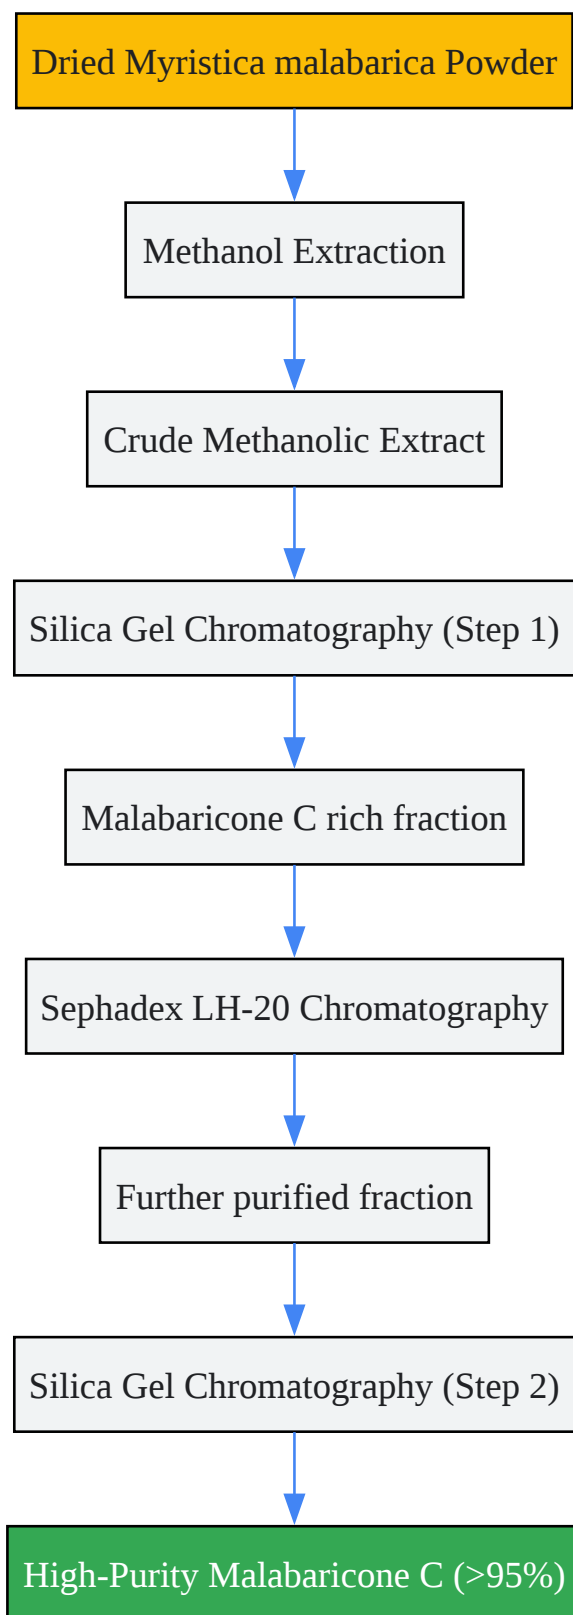 Dried Myristica malabarica Powder
Methanol Extraction
Crude Methanolic Extract
Silica Gel Chromatography (Step 1)
Malabaricone C rich fraction
Sephadex LH-20 Chromatography
Further purified fraction
Silica Gel Chromatography (Step 2)
High-Purity Malabaricone C (>95%)